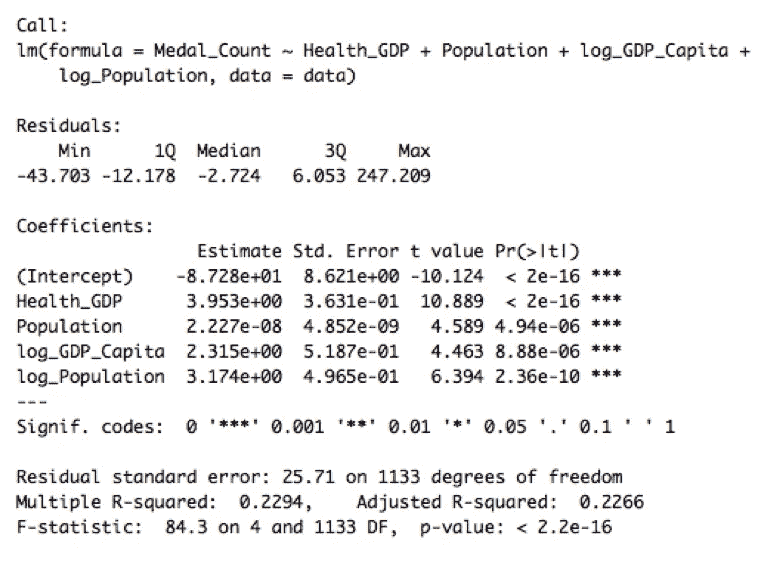 Call:
lm(formula = Medal_Count ~ Health_GDP + Population + log_GDP_Capita +
    log_Population, data = data)
Residuals:
    Min      1Q  Median      3Q     Max
-43.703 -12.178  -2.724   6.053 247.209
Coefficients:
                 Estimate Std. Error t value Pr(>|t|)
(Intercept)    -8.728e+01  8.621e+00 -10.124  < 2e-16 ***
Health_GDP      3.953e+00  3.631e-01  10.889  < 2e-16 ***
Population      2.227e-08  4.852e-09   4.589 4.94e-06 ***
log_GDP_Capita  2.315e+00  5.187e-01   4.463 8.88e-06 ***
log_Population  3.174e+00  4.965e-01   6.394 2.36e-10 ***
---
Signif. codes:  0 '***' 0.001 '**' 0.01 '*' 0.05 '.' 0.1 ' ' 1
Residual standard error: 25.71 on 1133 degrees of freedom
Multiple R-squared:  0.2294,    Adjusted R-squared:  0.2266
F-statistic:  84.3 on 4 and 1133 DF,  p-value: < 2.2e-16